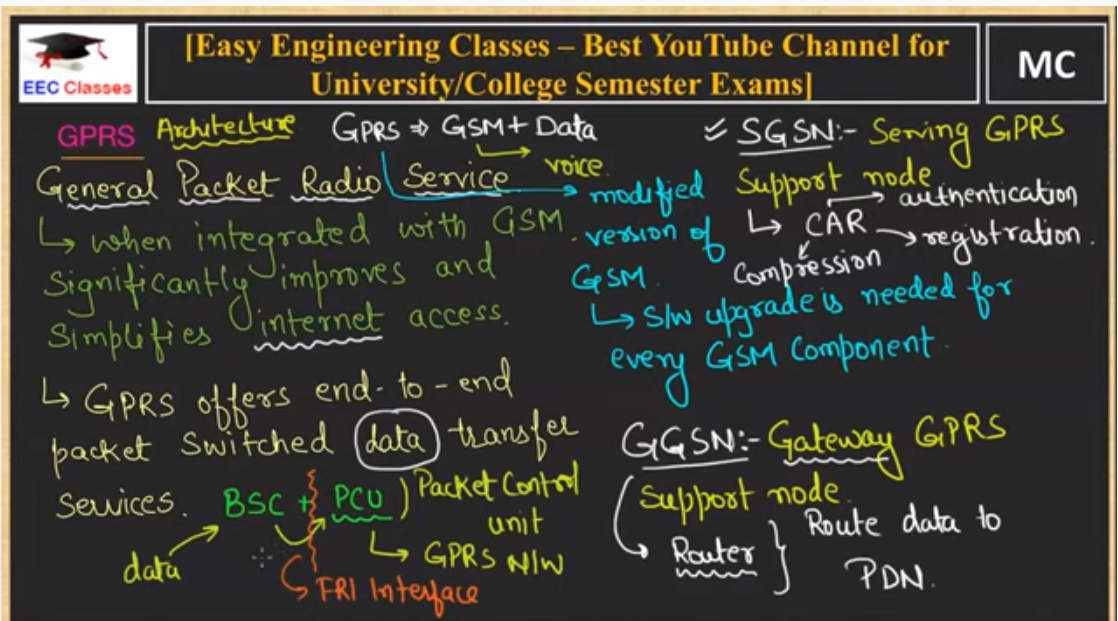 [Easy Engineering Classes – Best YouTube Channel for
University/College Semester Exams]
EEC Classes
MC
GPRS Architecture
GPRS ⇒ GSM + Data
voice.
General Packet Radio Service
↳ when integrated with GSM
Significantly improves and
Simplifies internet access.
↳ GPRS offers end-to-end
packet switched data transfer
Services.
BSC + PCU) Packet Control
unit
↳ GPRS N/W
data
FRI Interface
modified
version of
GSM.
↳ S/w upgrade is needed for
every GSM Component.
SGSN:- Serving GPRS
Support node
↳ CAR → authentication
→ registration.
Compression
GGSN:- Gateway GPRS
Support node.
→ Router } Route data to
PDN.